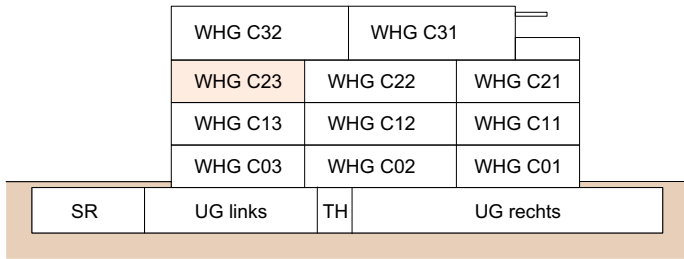 WHG C32 WHG C31
WHG C23 WHG C22 WHG C21
WHG C13 WHG C12 WHG C11
WHG C03 WHG C02 WHG C01
SR UG links TH UG rechts